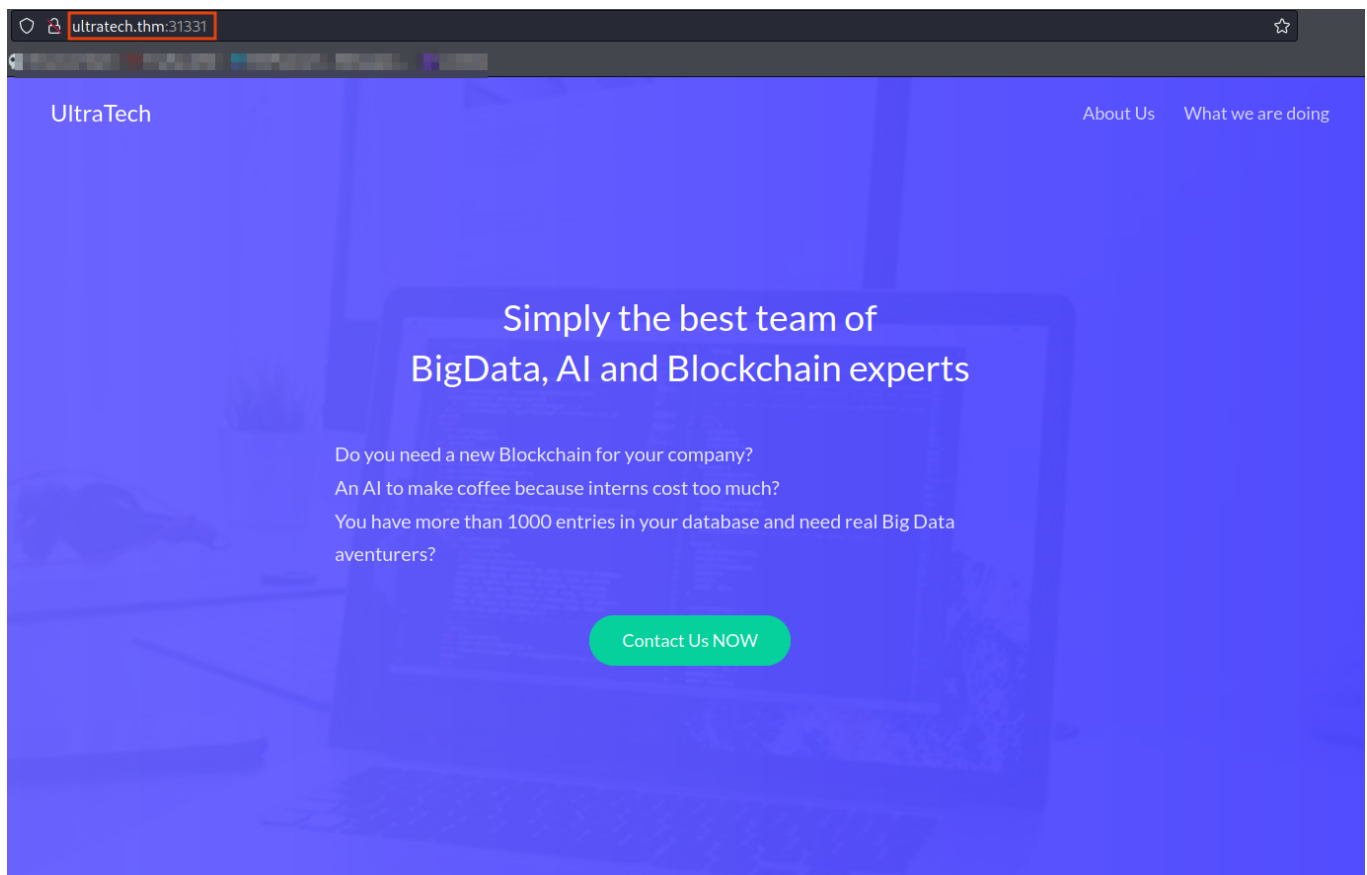 ultratech.thm:31331
UltraTech
About Us
What we are doing
Simply the best team of
BigData, AI and Blockchain experts
Do you need a new Blockchain for your company?
An AI to make coffee because interns cost too much?
You have more than 1000 entries in your database and need real Big Data
aventurers?
Contact Us NOW